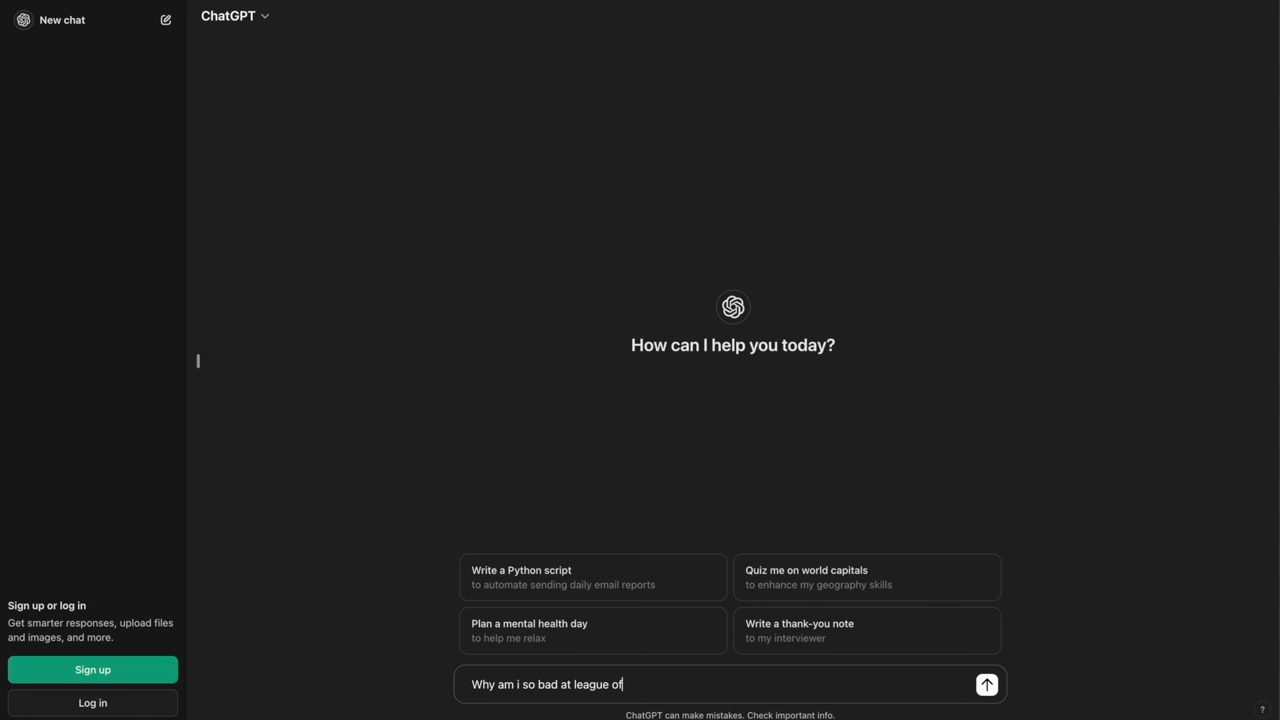 New chat
ChatGPT
How can I help you today?
Write a Python script
to automate sending daily email reports
Quiz me on world capitals
to enhance my geography skills
Plan a mental health day
to help me relax
Write a thank-you note
to my interviewer
Sign up or log in
Get smarter responses, upload files
and images, and more.
Sign up
Log in
Why am i so bad at league of
ChatGPT can make mistakes. Check important info.
?